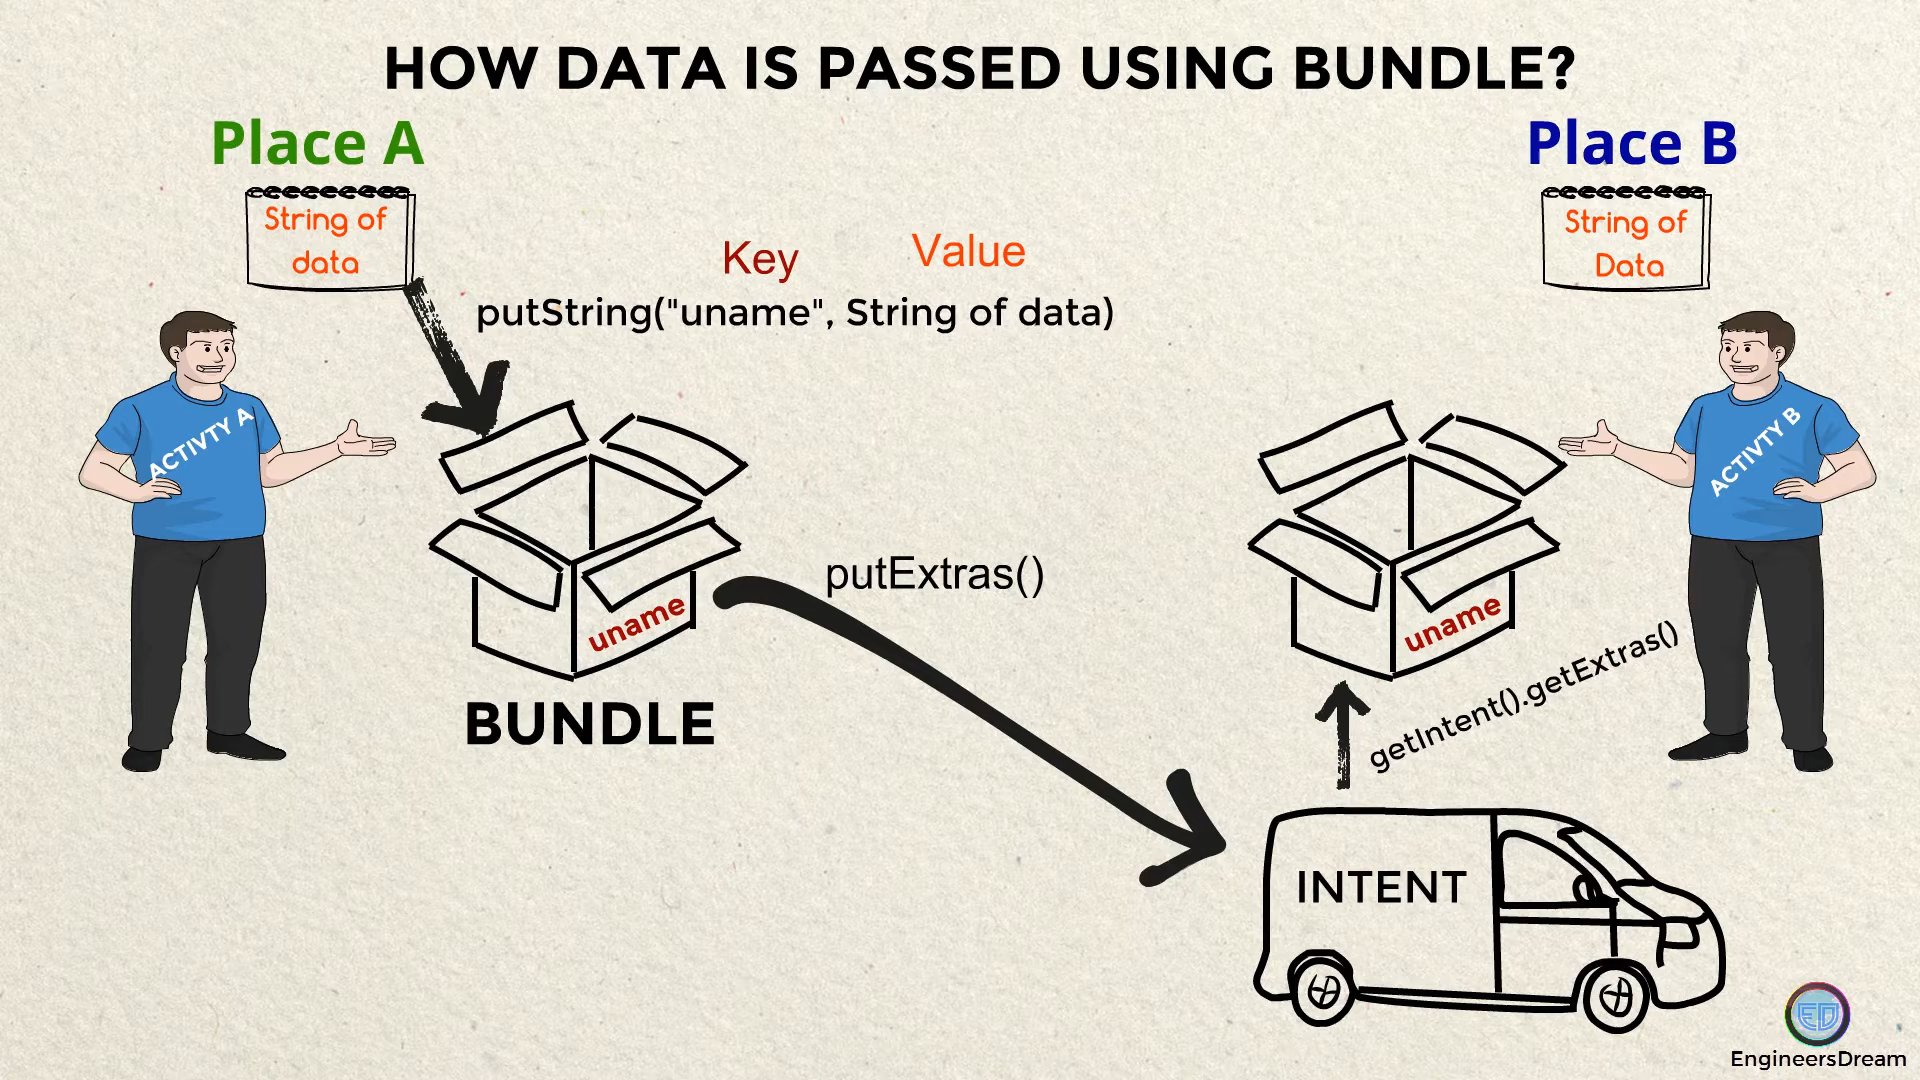 HOW DATA IS PASSED USING BUNDLE?
Place A
Place B
String of
data
String of
Data
Key
Value
putString("uname", String of data)
ACTIVTY A
ACTIVTY B
putExtras()
uname
uname
getIntent().getExtras()
BUNDLE
INTENT
ED
EngineersDream